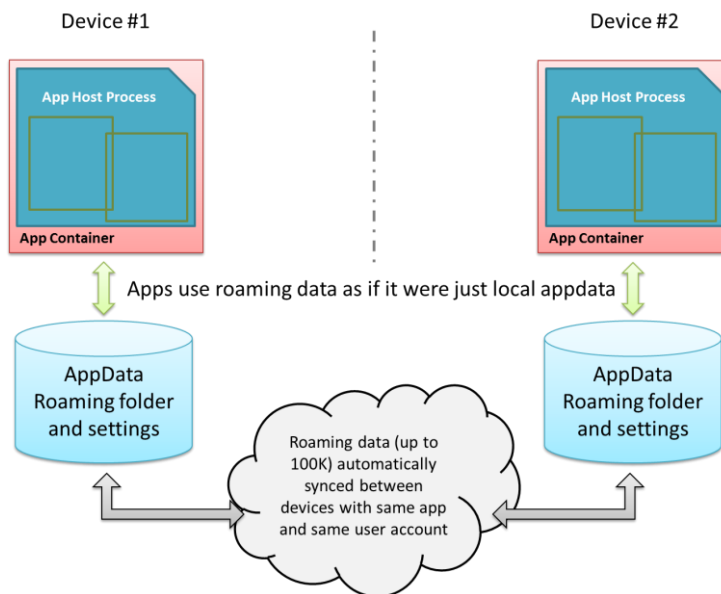 Device #1
Device #2
App Host Process
App Host Process
App Container
App Container
Apps use roaming data as if it were just local appdata
AppData
Roaming folder
and settings
AppData
Roaming folder
and settings
Roaming data (up to
100K) automatically
synced between
devices with same app
and same user account